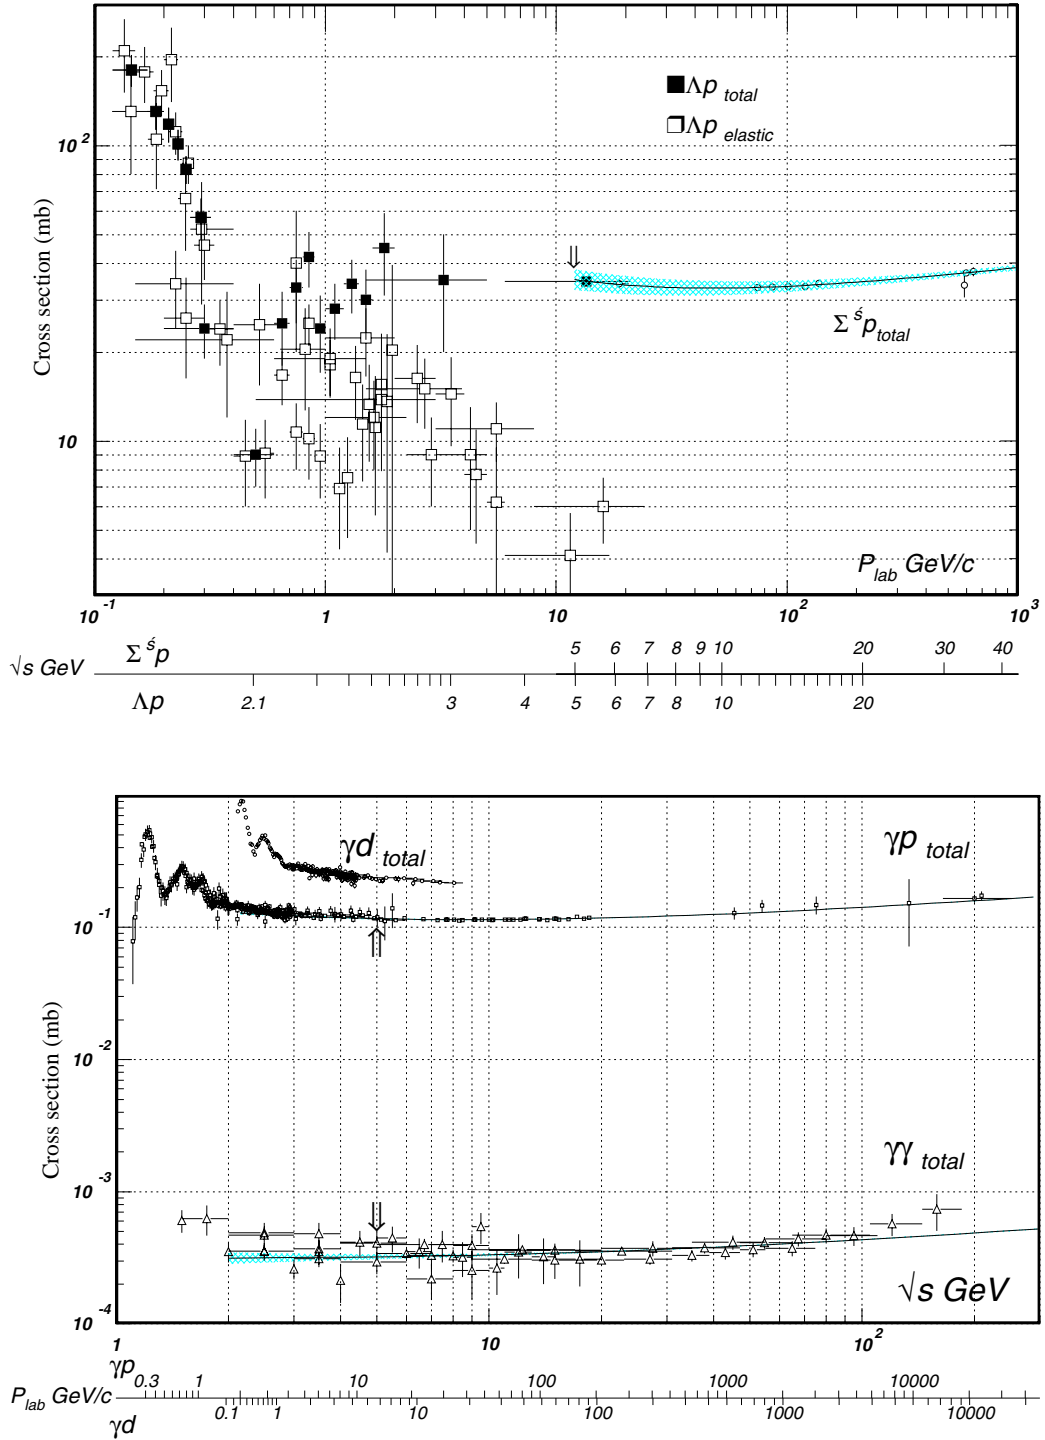 Λp total
Λp elastic
10²
10
Cross section (mb)
Σ ś p total
P lab GeV/c
10 -1 1 10 10² 10³
√s GeV
Σ ś p 5 6 7 8 9 10 20 30 40
Λp 2.1 3 4 5 6 7 8 10 20
γd total
γp total
10 -1
10 -2
10 -3
10 -4
Cross section (mb)
γγ total
√s GeV
1 10 10²
γp 0.3 1 10 100 1000 10000
P lab GeV/c
γd 0.1 1 10 100 1000 10000